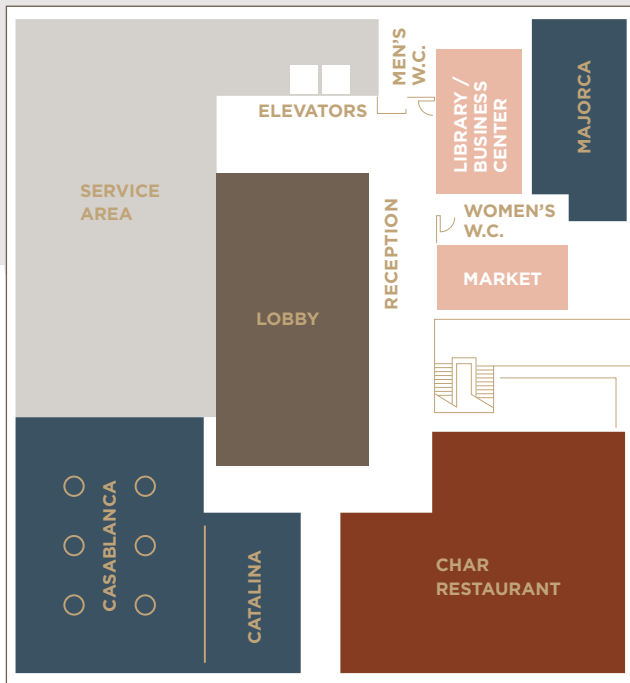 MEN'S
W.C.
ELEVATORS
LIBRARY /
BUSINESS
CENTER
MAJORCA
SERVICE
AREA
RECEPTION
WOMEN'S
W.C.
MARKET
LOBBY
CASABLANCA
CATALINA
CHAR
RESTAURANT